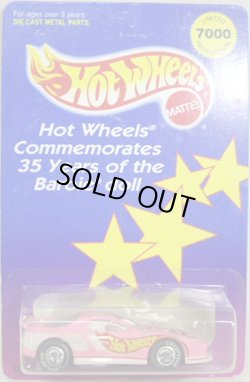 For ages over 3 years.
DIE CAST METAL PARTS.
LIMITED
7000
Hot Wheels
MATTEL
Hot Wheels®
Commemorates
35 Years of the
Barbie doll
SOLD OUT
Hot Wheels